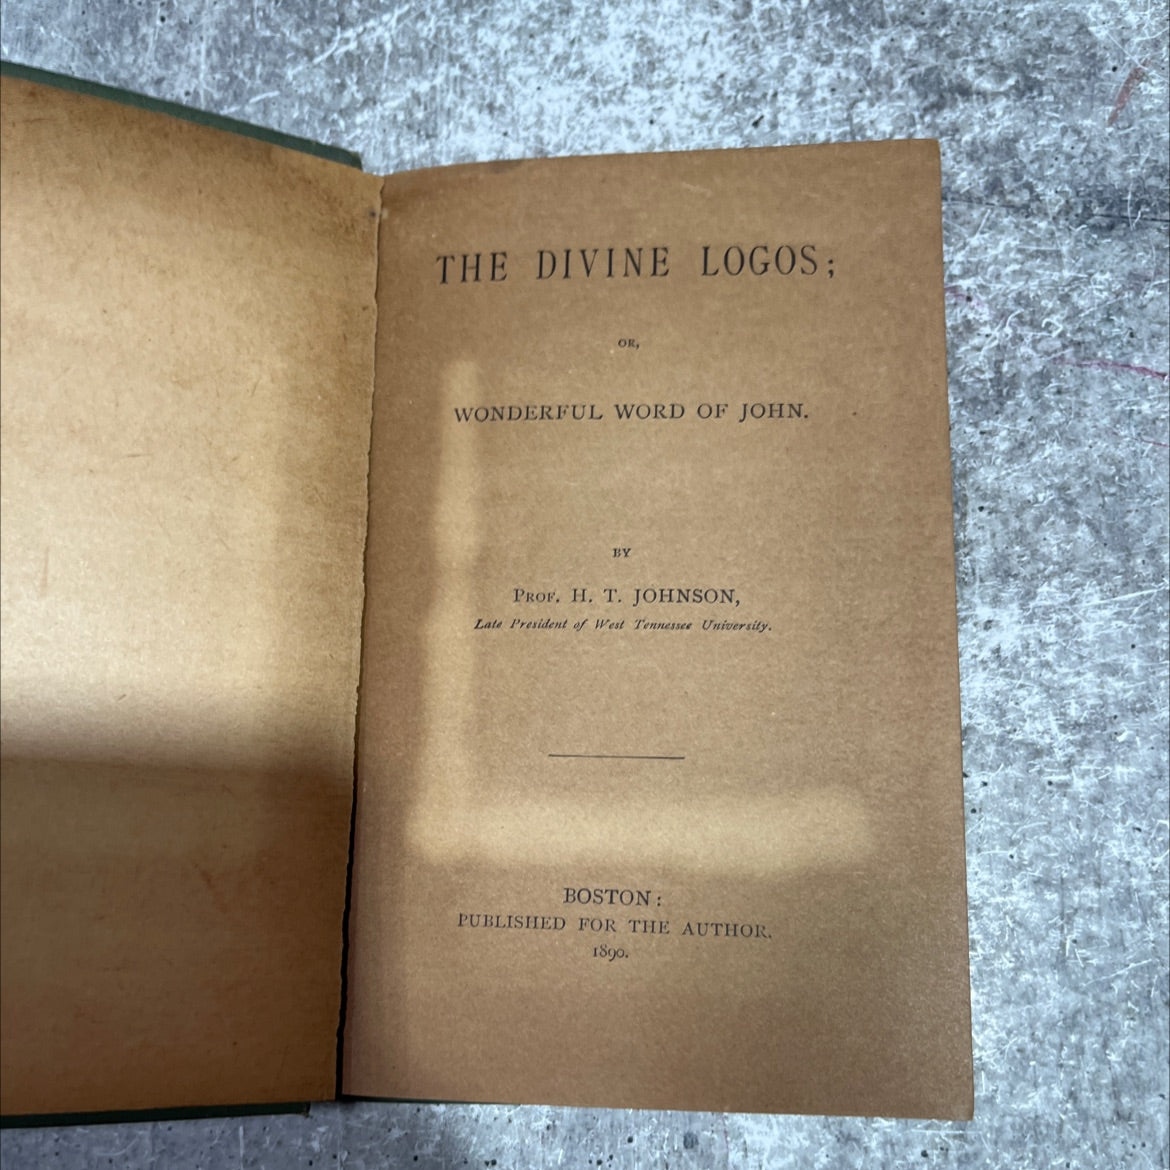 THE DIVINE LOGOS;
OR,
WONDERFUL WORD OF JOHN.
BY
PROF. H. T. JOHNSON,
Late President of West Tennessee University.
BOSTON:
PUBLISHED FOR THE AUTHOR.
1890.